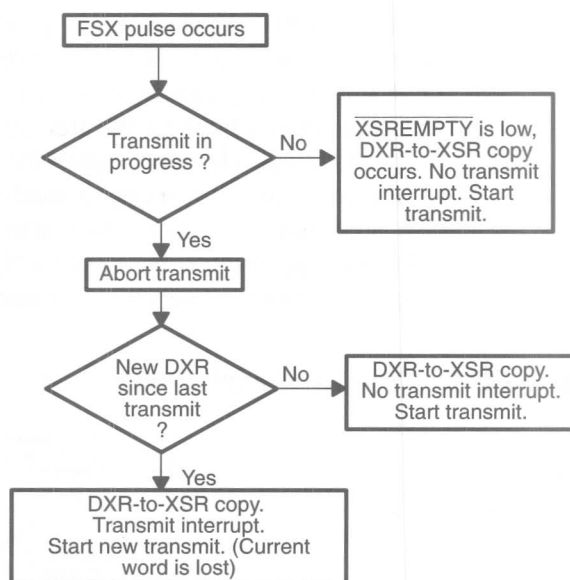 FSX pulse occurs
Transmit in
progress ?
No
XSREMPTY is low,
DXR-to-XSR copy
occurs. No transmit
interrupt. Start
transmit.
Yes
Abort transmit
New DXR
since last
transmit
?
No
DXR-to-XSR copy.
No transmit interrupt.
Start transmit.
Yes
DXR-to-XSR copy.
Transmit interrupt.
Start new transmit. (Current
word is lost)